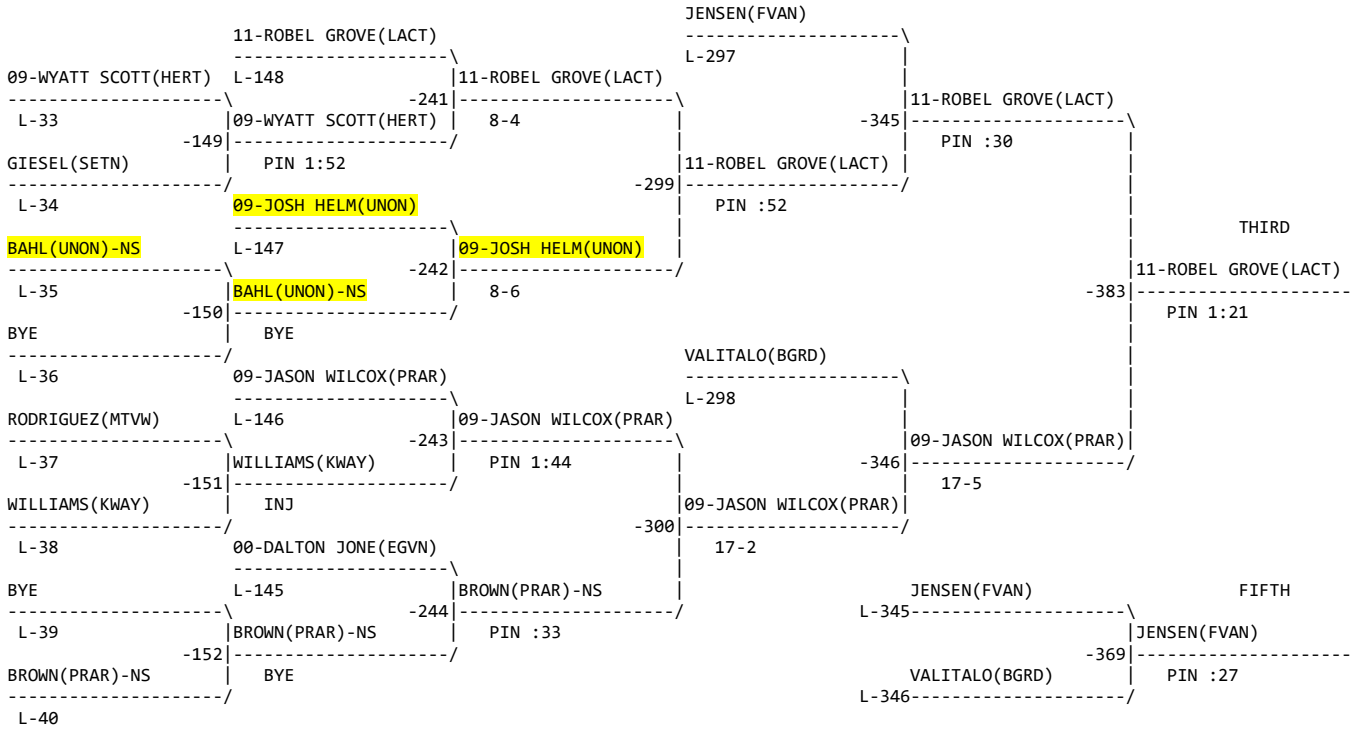 JENSEN(FVAN)
11-ROBEL GROVE(LACT)
L-297
09-WYATT SCOTT(HERT) L-148 11-ROBEL GROVE(LACT)
-241 11-ROBEL GROVE(LACT)
L-33 09-WYATT SCOTT(HERT) 8-4 -345
-149 PIN :30
GIESEL(SETN) PIN 1:52 11-ROBEL GROVE(LACT)
-299
L-34 09-JOSH HELM(UNON) PIN :52
THIRD
BAHL(UNON)-NS L-147 09-JOSH HELM(UNON)
-242 11-ROBEL GROVE(LACT)
L-35 BAHL(UNON)-NS 8-6 -383
-150 PIN 1:21
BYE BYE
VALITALO(BGRD)
L-36 09-JASON WILCOX(PRAR)
L-298
RODRIGUEZ(MTVW) L-146 09-JASON WILCOX(PRAR)
-243 09-JASON WILCOX(PRAR)
L-37 WILLIAMS(KWAY) PIN 1:44 -346
-151 17-5
WILLIAMS(KWAY) INJ 09-JASON WILCOX(PRAR)
-300
L-38 00-DALTON JONE(EGVN) 17-2
BYE L-145 BROWN(PRAR)-NS JENSEN(FVAN) FIFTH
-244 L-345
L-39 BROWN(PRAR)-NS PIN :33 JENSEN(FVAN)
-152 -369
BROWN(PRAR)-NS BYE VALITALO(BGRD) PIN :27
L-346
L-40